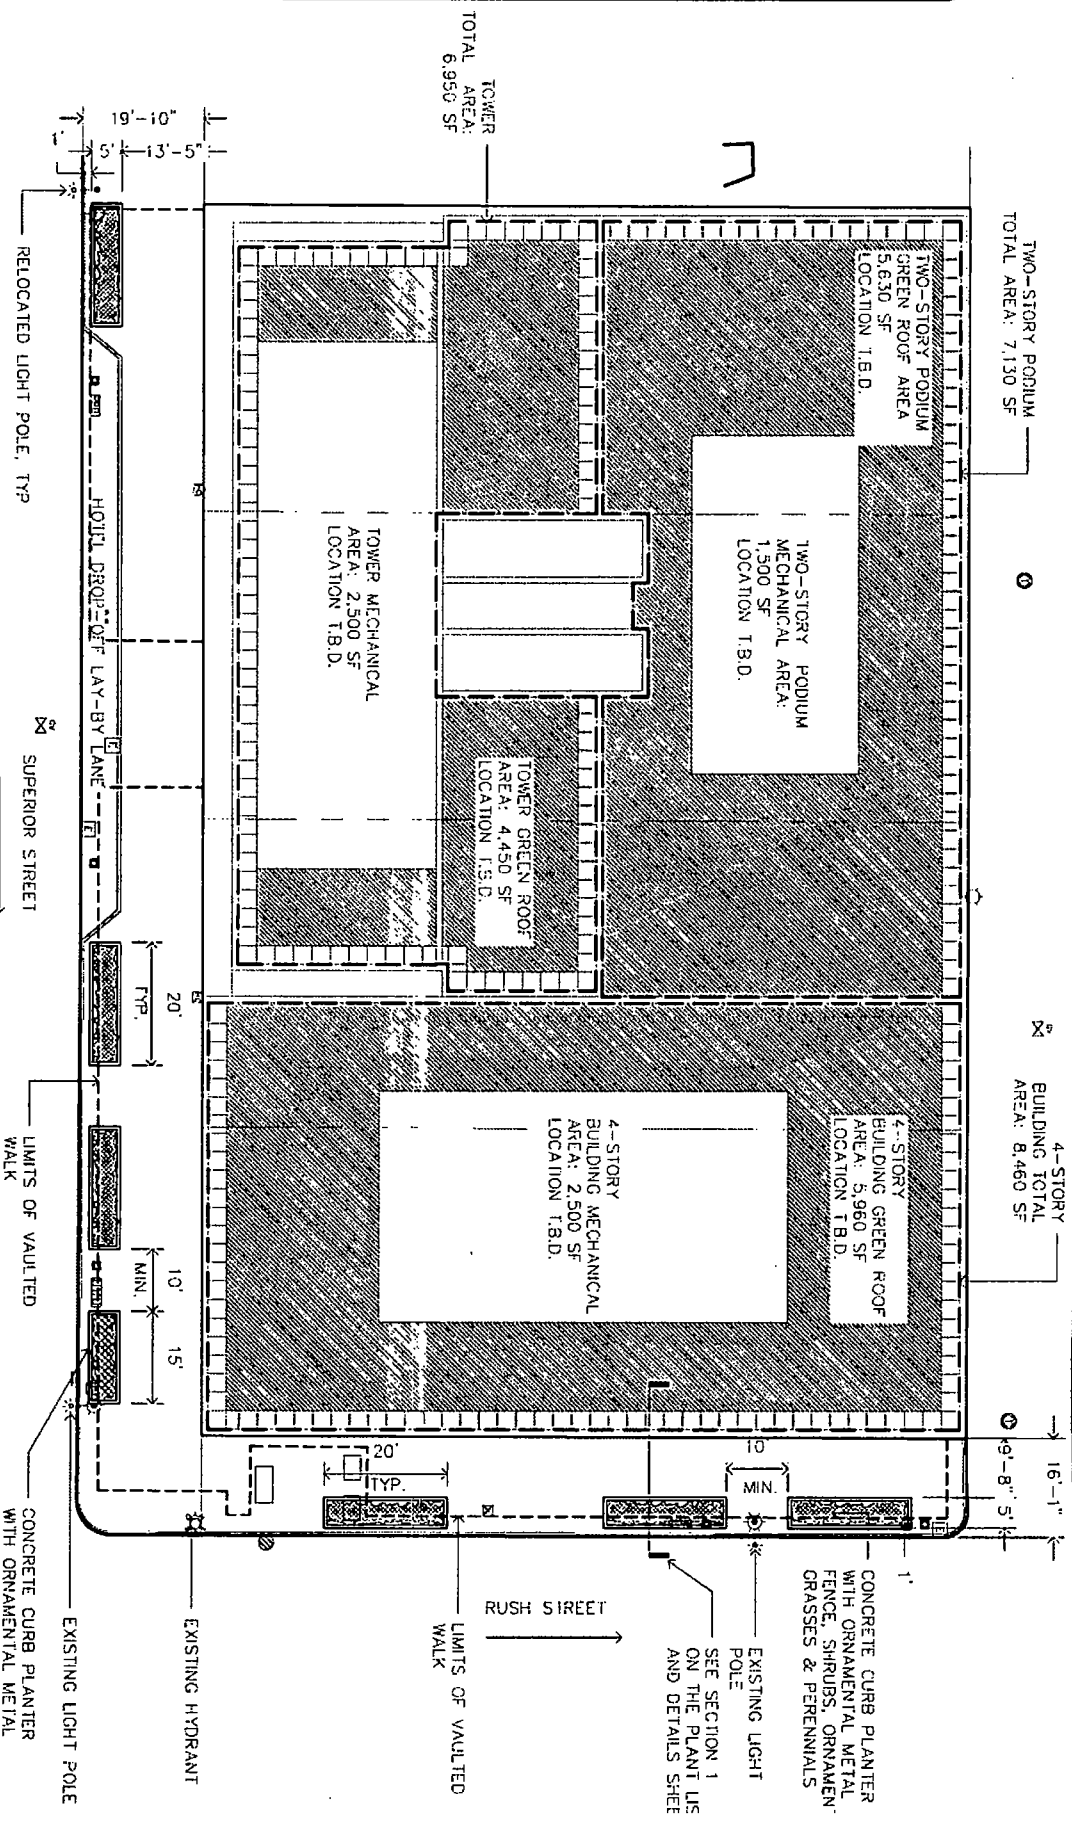 TWO-STORY PODIUM
TOTAL AREA: 7,130 SF
4-STORY
BUILDING TOTAL
AREA: 8,460 SF
16'-1"
9'-8"
5'
1'
TOWER
TOTAL AREA:
6,950 SF
TWO-STORY PODIUM
GREEN ROOF AREA
5,630 SF
LOCATION T.B.D.
TWO-STORY PODIUM
MECHANICAL AREA:
1,500 SF
LOCATION T.B.D.
4-STORY
BUILDING GREEN ROOF
AREA: 5,960 SF
LOCATION T.B.D.
4-STORY
BUILDING MECHANICAL
AREA: 2,500 SF
LOCATION T.B.D.
TOWER GREEN ROOF
AREA: 4,450 SF
LOCATION T.B.D.
TOWER MECHANICAL
AREA: 2,500 SF
LOCATION T.B.D.
19'-10"
13'-5"
5'
1'
RELOCATED LIGHT POLE, TYP
HOTEL DROP-OFF LAY-BY LANE
SUPERIOR STREET
20'
TYP.
LIMITS OF VAULTED
WALK
10'
MIN.
15'
CONCRETE CURB PLANTER
WITH ORNAMENTAL METAL
EXISTING LIGHT POLE
EXISTING HYDRANT
20'
TYP.
10
MIN.
LIMITS OF VAULTED
WALK
RUSH STREET
SEE SECTION 1
ON THE PLANT LIS
AND DETAILS SHEE
EXISTING LIGHT
POLE
CONCRETE CURB PLANTER
WITH ORNAMENTAL METAL
FENCE, SHRUBS, ORNAMEN
GRASSES & PERENNIALS